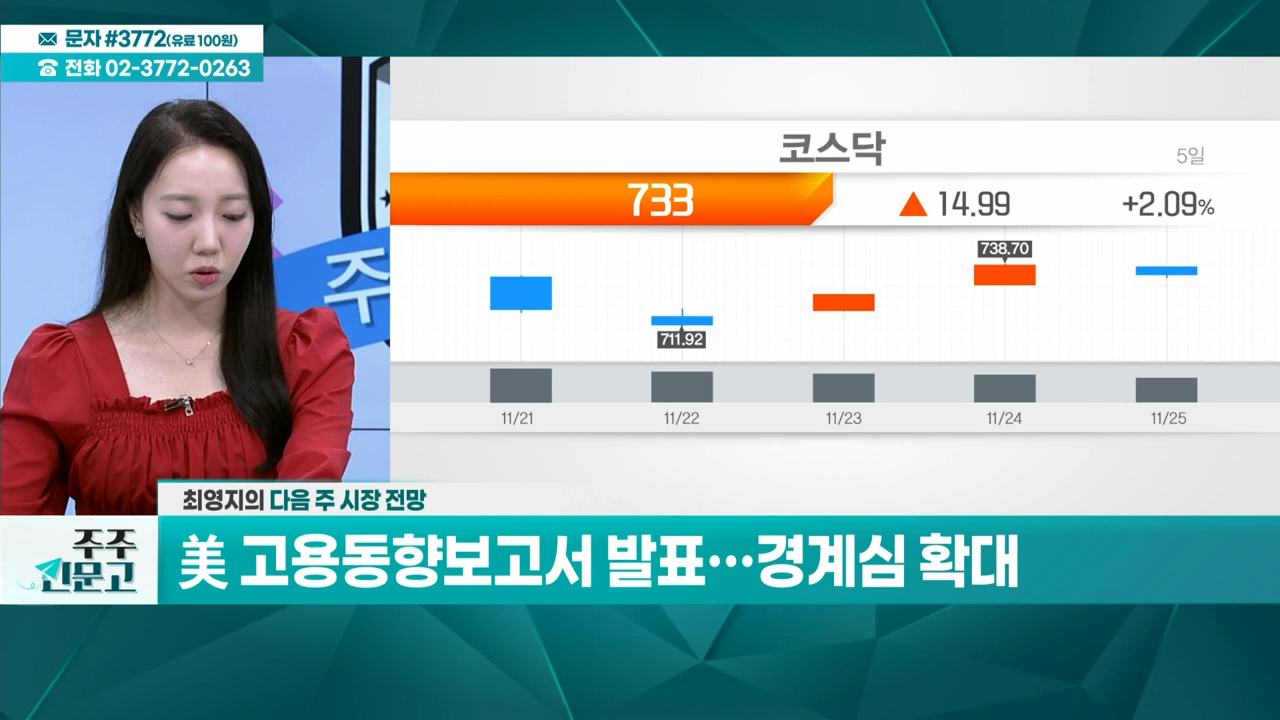 문자 #3772(유료 100원)
전화 02-3772-0263
주
코스닥
5일
733
▲ 14.99
+2.09%
738.70
711.92
11/21
11/22
11/23
11/24
11/25
최영지의 다음 주 시장 전망
주주
신문고
美 고용동향보고서 발표…경계심 확대